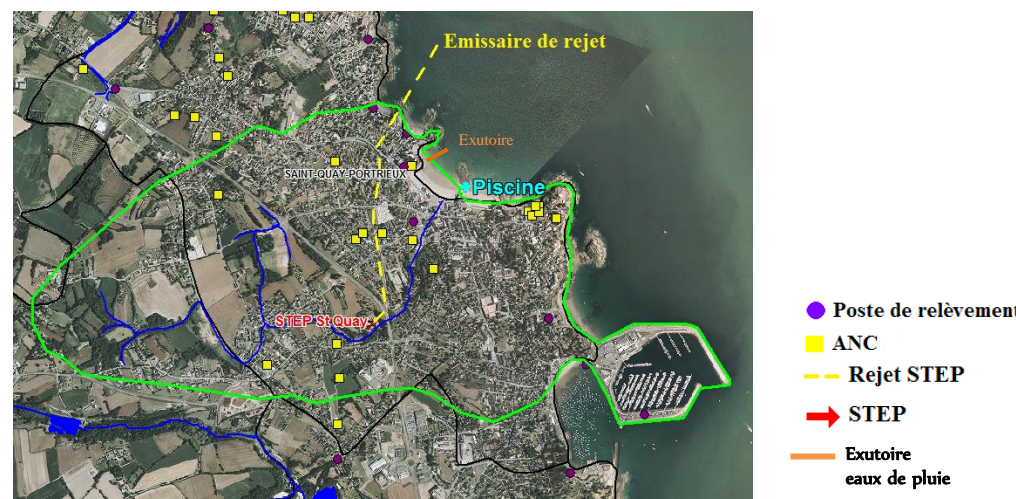 Emissaire de rejet
Exutoire
SAINT-QUAY-PORTRIEUX
Piscine
STEP St Quay
Poste de relèvement
ANC
Rejet STEP
STEP
Exutoire
eaux de pluie